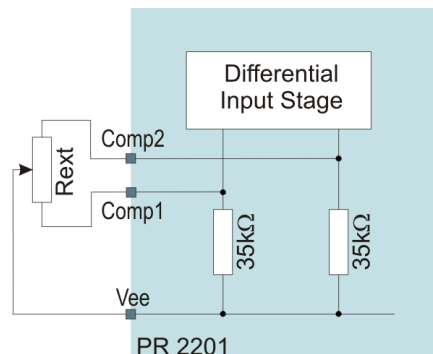 Differential
Input Stage
Comp2
Rext
Comp1
35kΩ
35kΩ
Vee
PR 2201